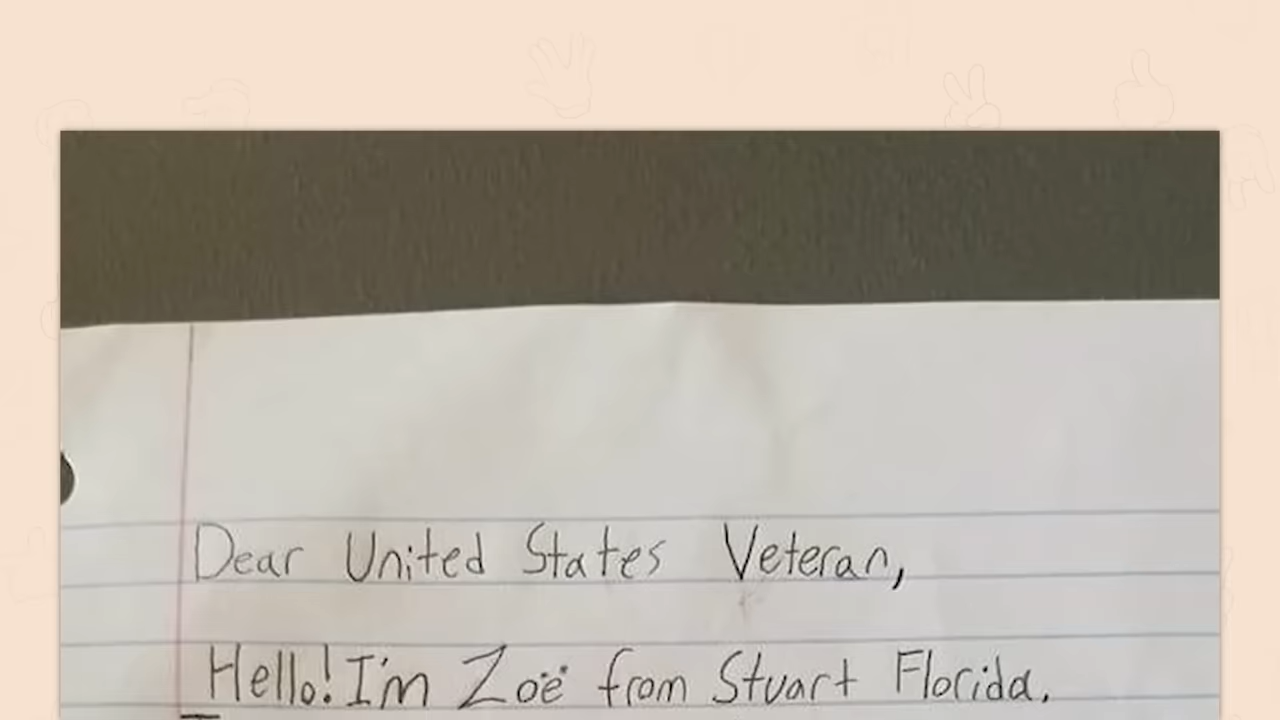 Dear United States Veteran,
Hello! I'm Zoë from Stuart Florida.